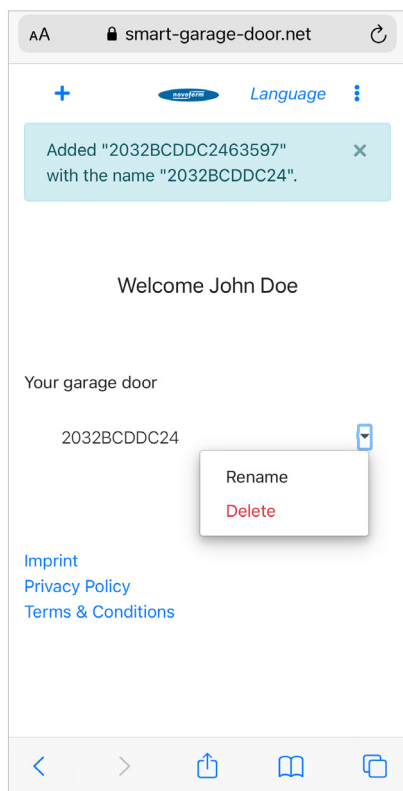 AA smart-garage-door.net
+ novoferm Language
Added "2032BCDDC2463597" ×
with the name "2032BCDDC24".
Welcome John Doe
Your garage door
2032BCDDC24
Rename
Delete
Imprint
Privacy Policy
Terms & Conditions